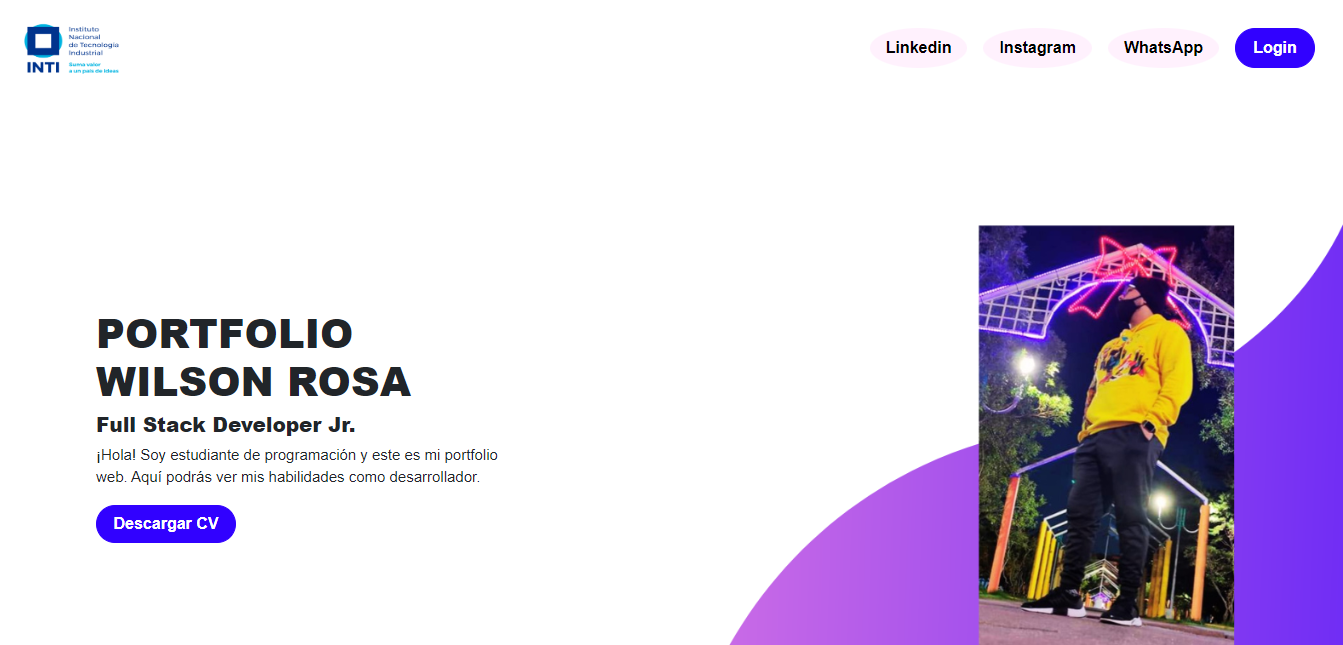 Instituto
Nacional
de Tecnología
Industrial
INTI
Suma valor
a un país de ideas
Linkedin
Instagram
WhatsApp
Login
PORTFOLIO
WILSON ROSA
Full Stack Developer Jr.
¡Hola! Soy estudiante de programación y este es mi portfolio
web. Aquí podrás ver mis habilidades como desarrollador.
Descargar CV